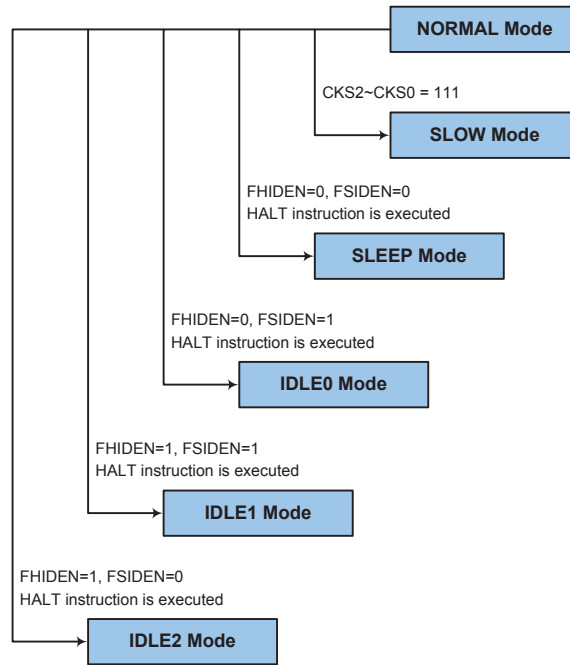 NORMAL Mode
CKS2~CKS0 = 111
SLOW Mode
FHIDEN=0, FSIDEN=0
HALT instruction is executed
SLEEP Mode
FHIDEN=0, FSIDEN=1
HALT instruction is executed
IDLE0 Mode
FHIDEN=1, FSIDEN=1
HALT instruction is executed
IDLE1 Mode
FHIDEN=1, FSIDEN=0
HALT instruction is executed
IDLE2 Mode